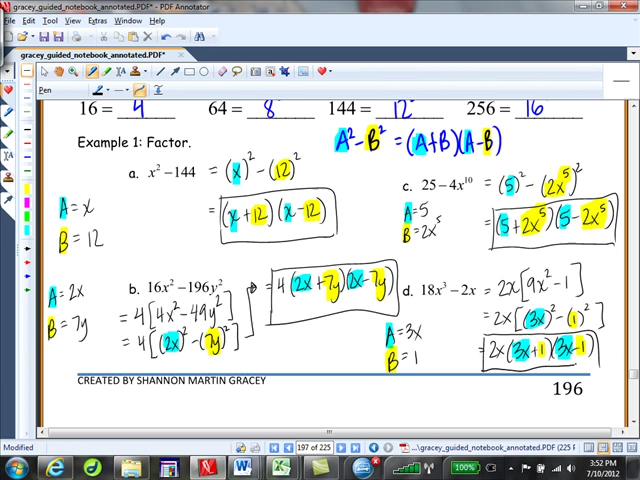 gracey_guided_notebook_annotated.PDF* - PDF Annotator
File Edit View Tools Extras Window Help
gracey_guided_notebook_annotated.PDF*
Pen
16 = 4 64 = 8 144 = 12 256 = 16
Example 1: Factor.
A² - B² = (A+B)(A-B)
a. x² - 144 = (x)² - (12)²
= (x + 12)(x - 12)
A = x
B = 12
c. 25 - 4x¹⁰ = (5)² - (2x⁵)²
A = 5
B = 2x⁵
= (5 + 2x⁵)(5 - 2x⁵)
b. 16x² - 196y²
= 4[4x² - 49y²]
= 4[(2x)² - (7y)²]
= 4(2x + 7y)(2x - 7y)
A = 2x
B = 7y
d. 18x³ - 2x = 2x[9x² - 1]
= 2x[(3x)² - (1)²]
= 2x(3x + 1)(3x - 1)
A = 3x
B = 1
CREATED BY SHANNON MARTIN GRACEY
196
Modified
197 of 225
...\gracey_guided_notebook_annotated.PDF (225 P
100%
3:52 PM
7/10/2012